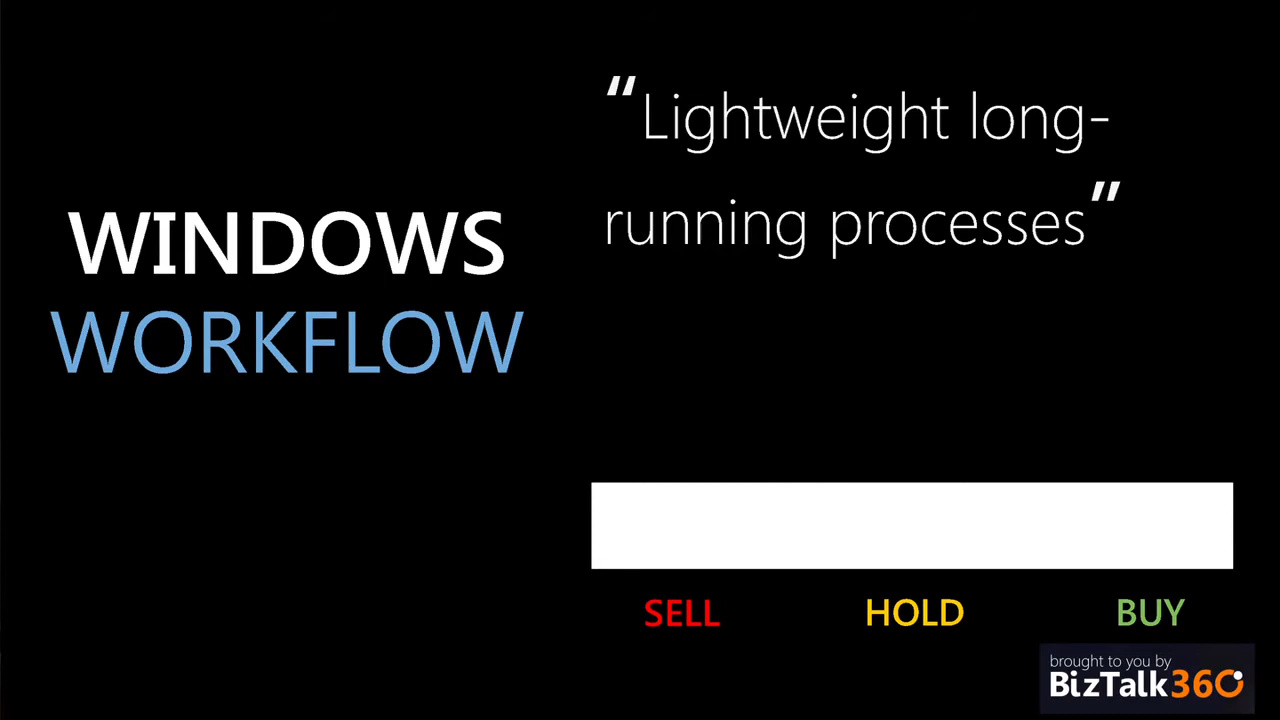 WINDOWS
WORKFLOW
“Lightweight long-
running processes”
SELL HOLD BUY
brought to you by
BizTalk360